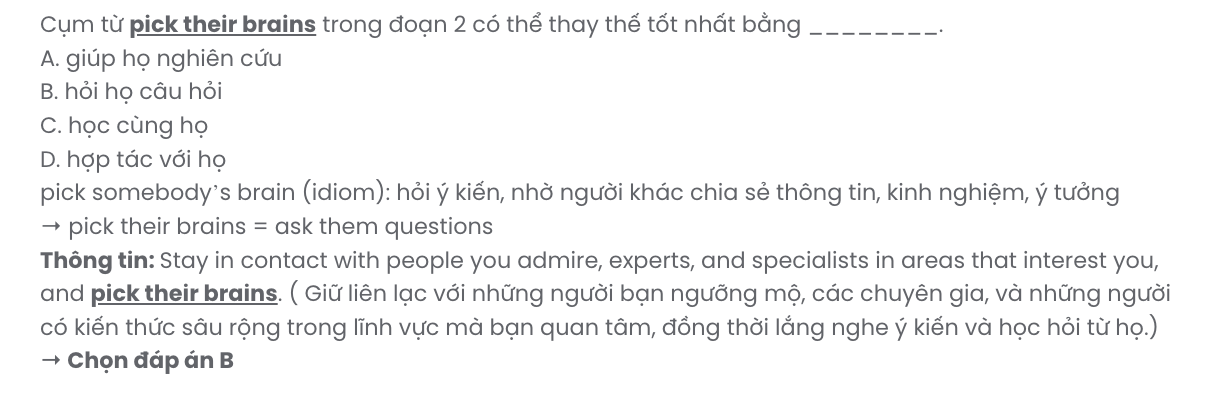 Cụm từ pick their brains trong đoạn 2 có thể thay thế tốt nhất bằng ________.
A. giúp họ nghiên cứu
B. hỏi họ câu hỏi
C. học cùng họ
D. hợp tác với họ
pick somebody’s brain (idiom): hỏi ý kiến, nhờ người khác chia sẻ thông tin, kinh nghiệm, ý tưởng
→ pick their brains = ask them questions
Thông tin: Stay in contact with people you admire, experts, and specialists in areas that interest you,
and pick their brains. ( Giữ liên lạc với những người bạn ngưỡng mộ, các chuyên gia, và những người
có kiến thức sâu rộng trong lĩnh vực mà bạn quan tâm, đồng thời lắng nghe ý kiến và học hỏi từ họ.)
→ Chọn đáp án B